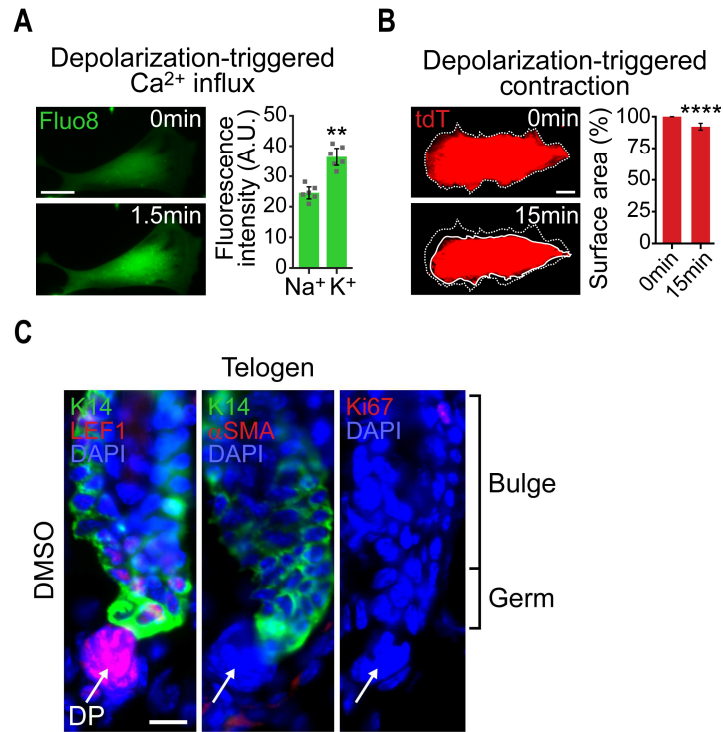 A
Depolarization-triggered
Ca²⁺ influx
Fluo8
0min
1.5min
Fluorescence
intensity (A.U.)
50
40
30
20
10
0
**
Na⁺ K⁺
B
Depolarization-triggered
contraction
tdT
0min
15min
Surface area (%)
100
75
50
25
0
****
0min
15min
C
Telogen
DMSO
K14
LEF1
DAPI
DP
K14
αSMA
DAPI
Ki67
DAPI
Bulge
Germ